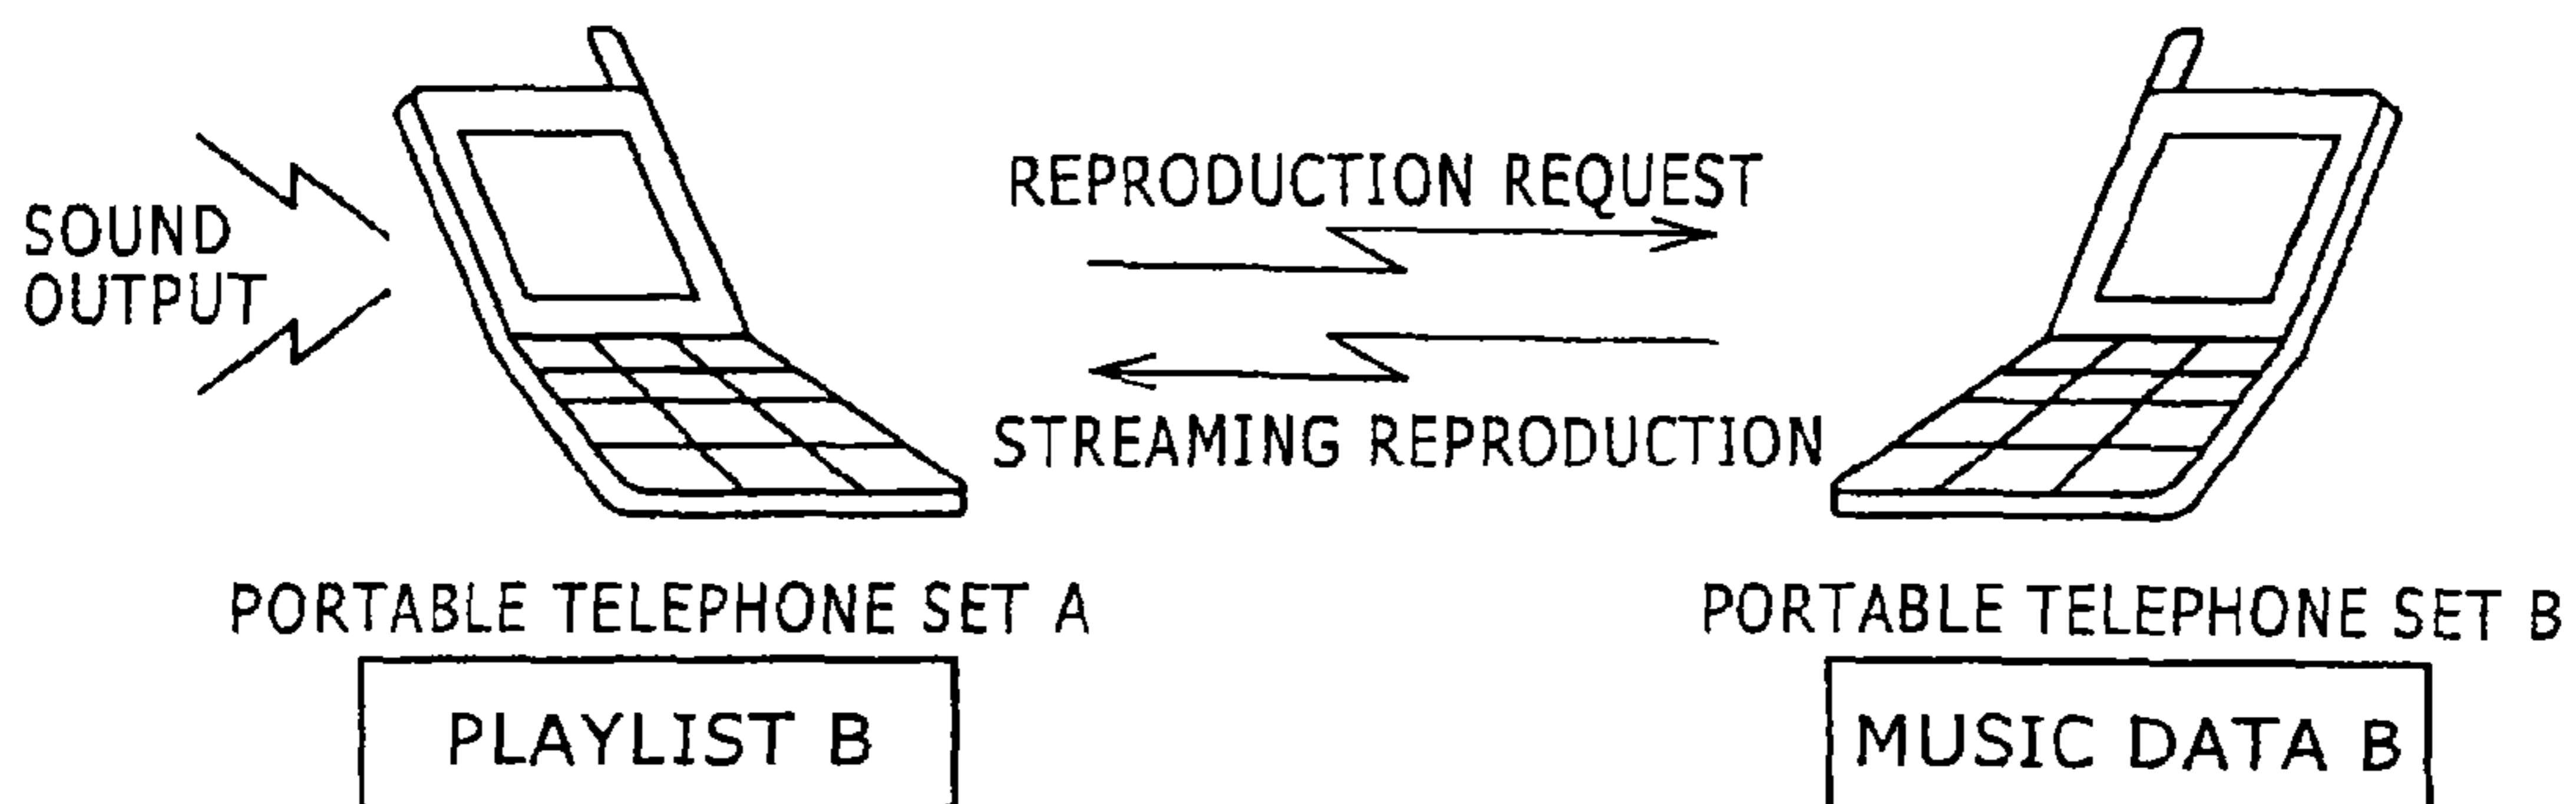 SOUND
OUTPUT
REPRODUCTION REQUEST
STREAMING REPRODUCTION
PORTABLE TELEPHONE SET A
PORTABLE TELEPHONE SET B
PLAYLIST B
MUSIC DATA B